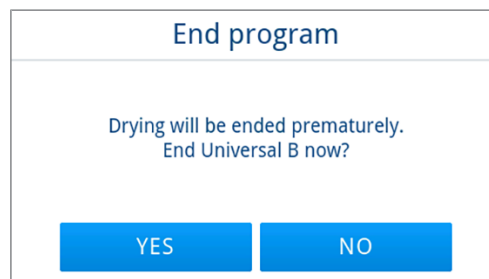 End program
Drying will be ended prematurely.
End Universal B now?
YES
NO